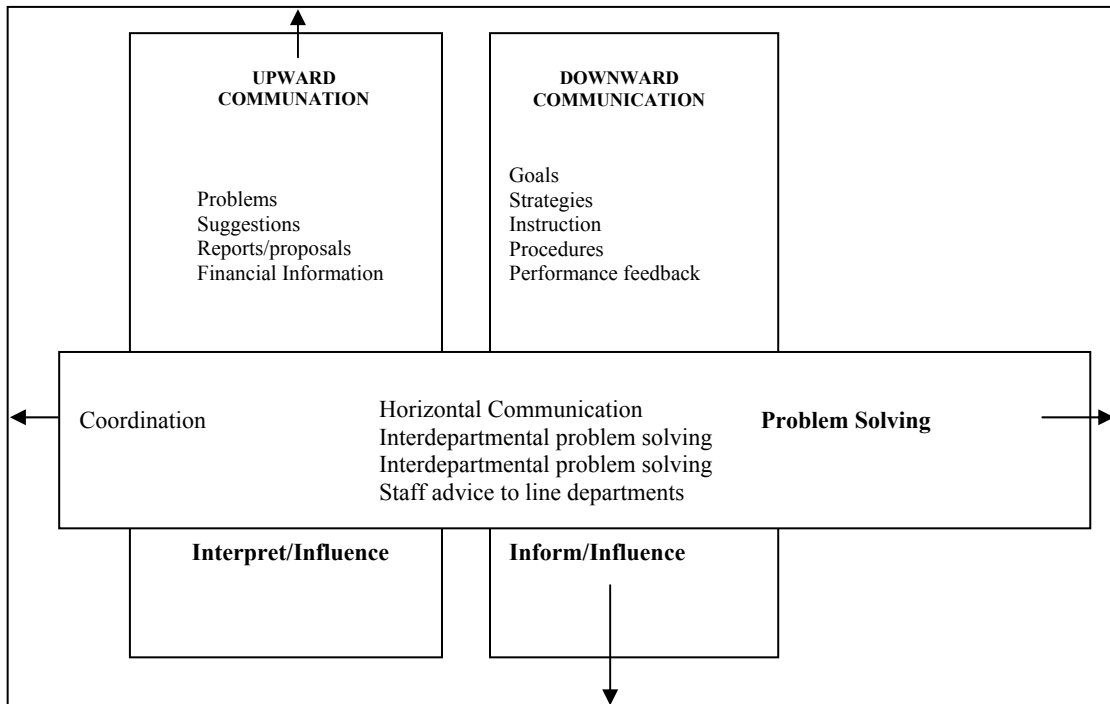 UPWARD
COMMUNATION
Problems
Suggestions
Reports/proposals
Financial Information
DOWNWARD
COMMUNICATION
Goals
Strategies
Instruction
Procedures
Performance feedback
Coordination
Horizontal Communication
Interdepartmental problem solving
Interdepartmental problem solving
Staff advice to line departments
Problem Solving
Interpret/Influence
Inform/Influence